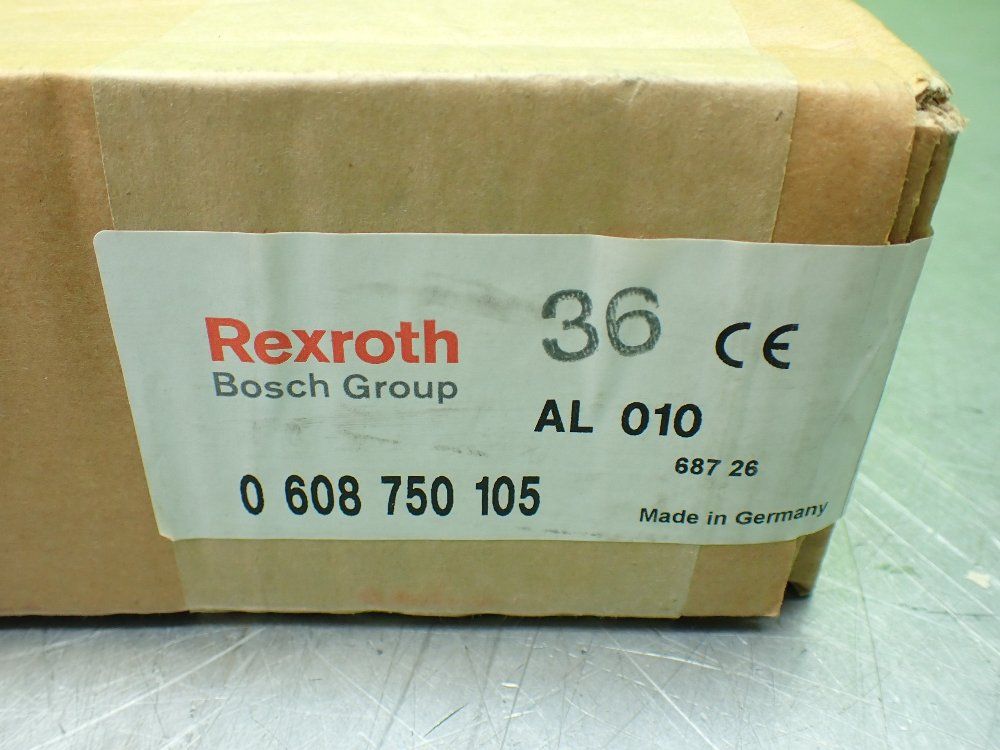 Rexroth
Bosch Group
36
CE
AL 010
687 26
0 608 750 105
Made in Germany